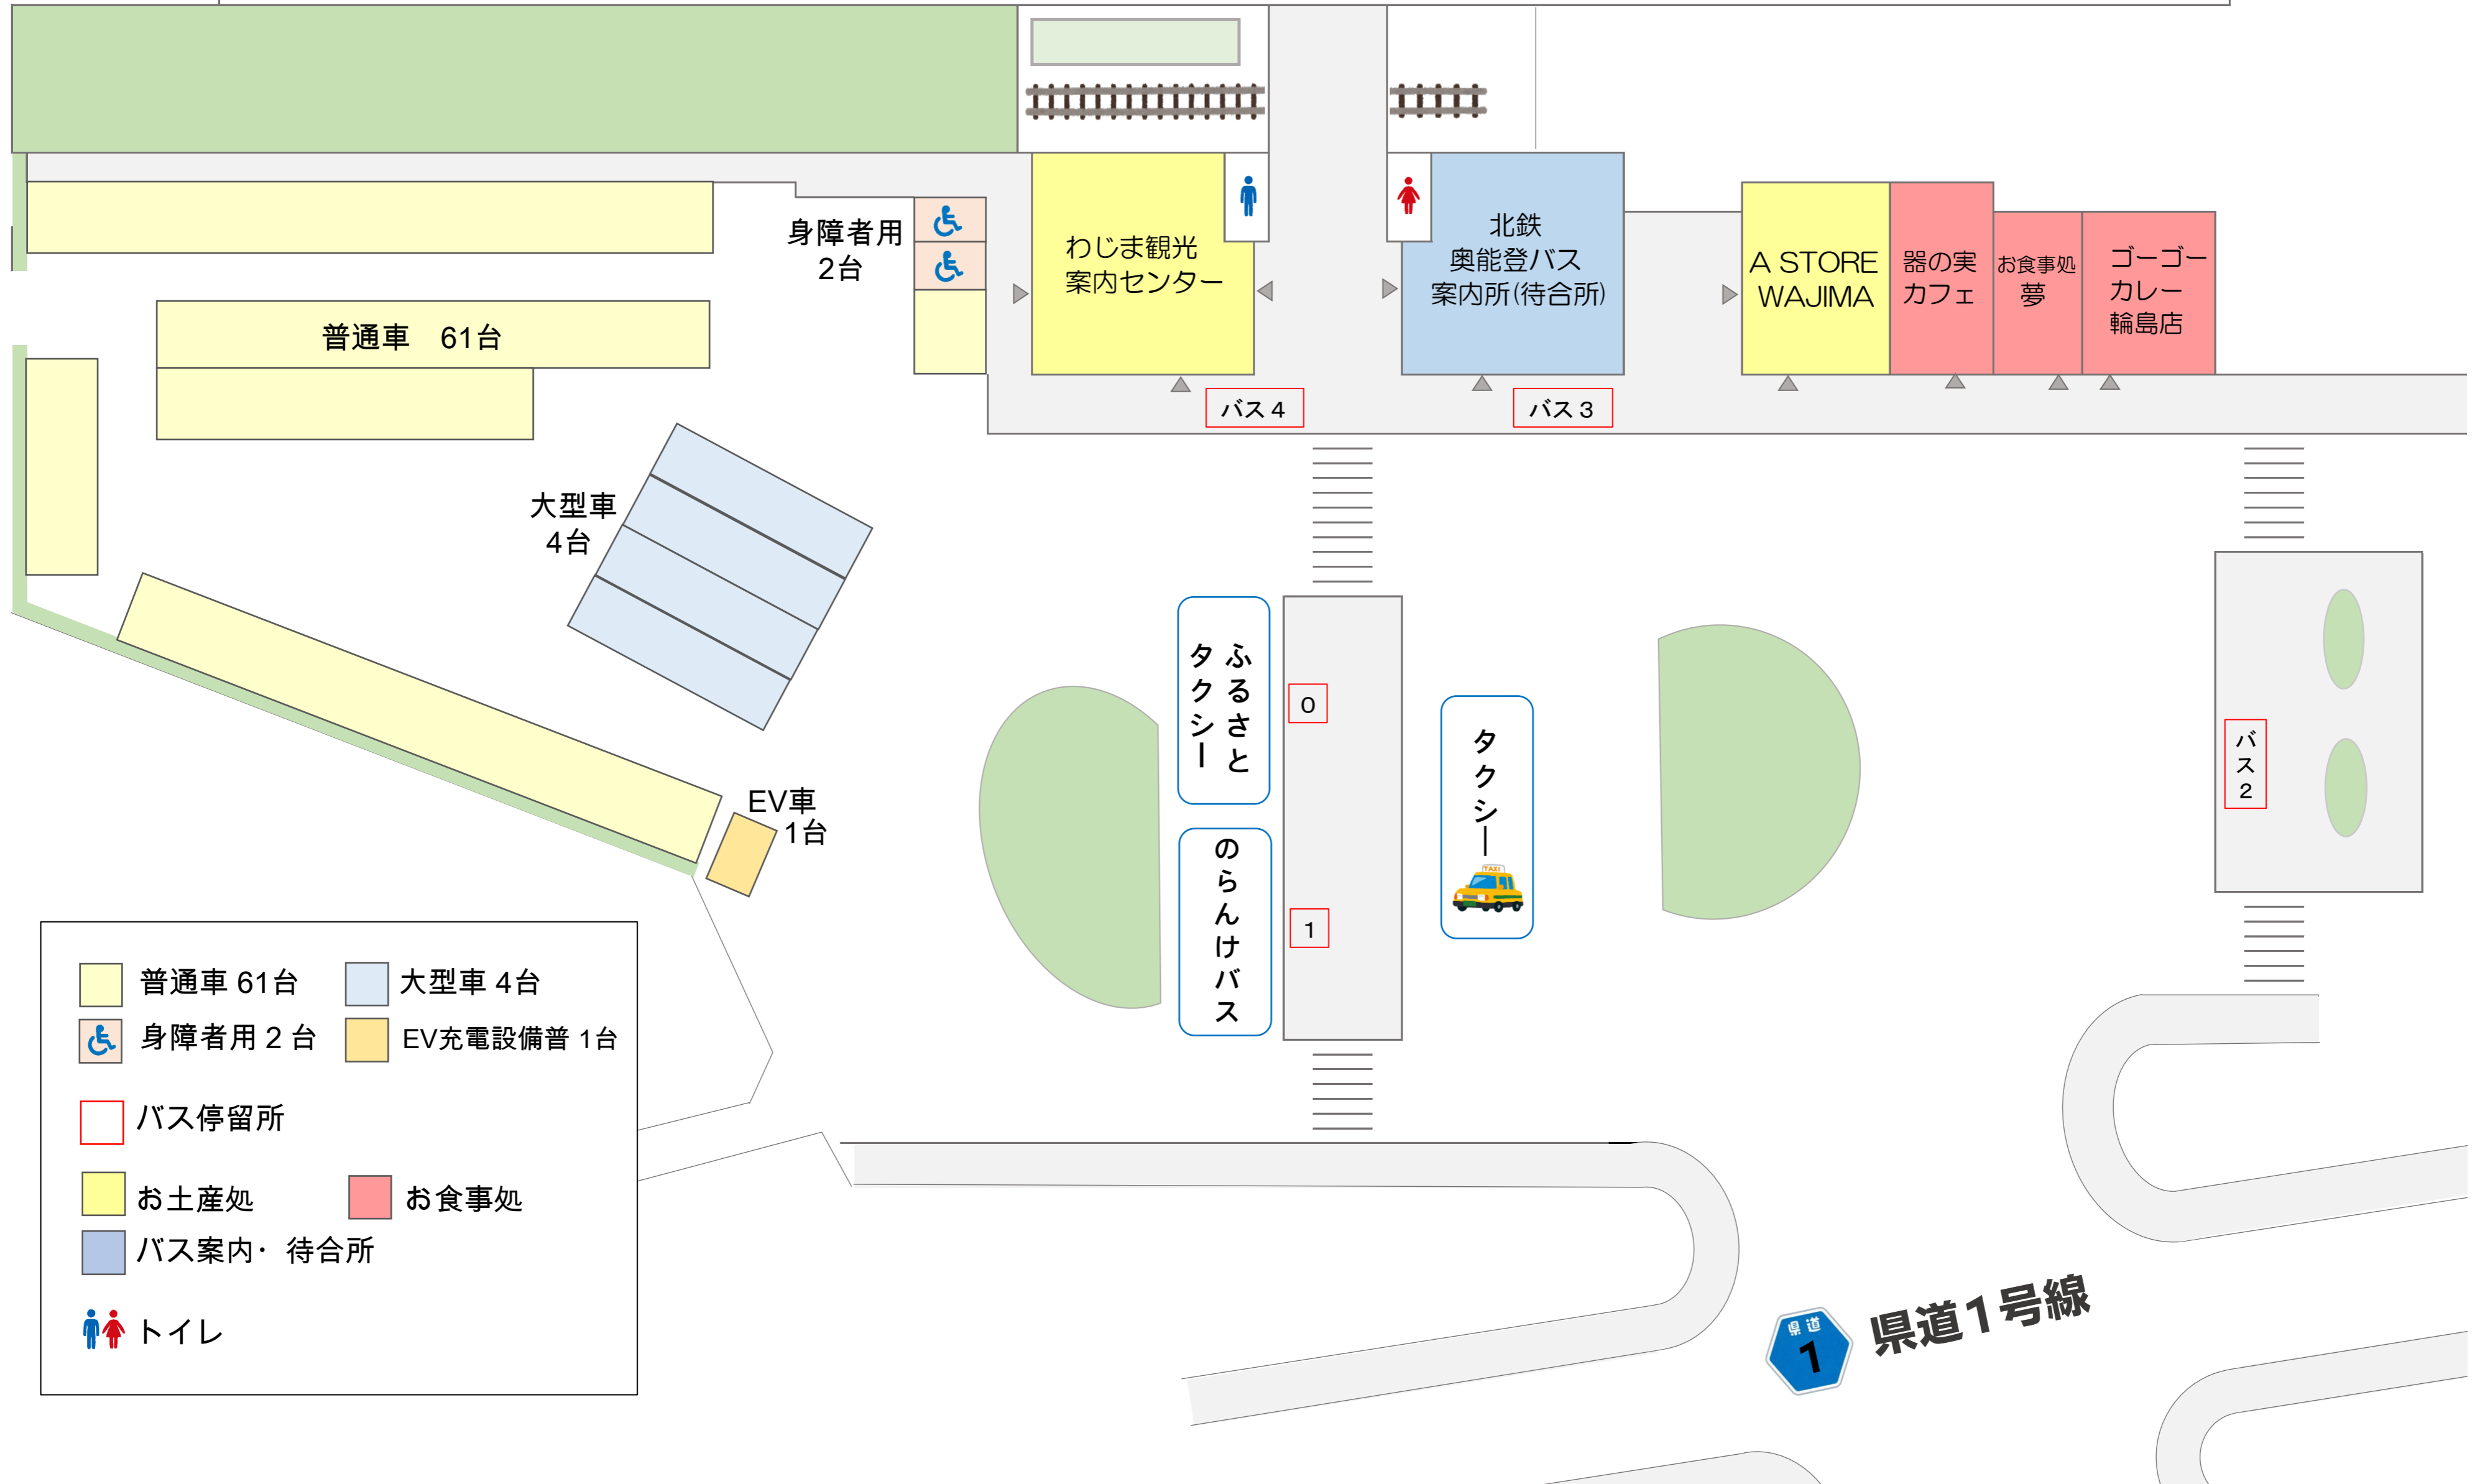 身障者用
2台
わじま観光
案内センター
北鉄
奥能登バス
案内所(待合所)
A STORE
WAJIMA
器の実
カフェ
お食事処
夢
ゴーゴー
カレー
輪島店
普通車　61台
バス4
バス3
大型車
4台
ふるさと
タクシー
0
タクシー
TAXI
バス2
EV車
1台
のらんけバス
1
普通車 61台
大型車 4台
身障者用 2 台
EV充電設備普 1台
バス停留所
お土産処
お食事処
バス案内・ 待合所
トイレ
県道
1
県道1号線